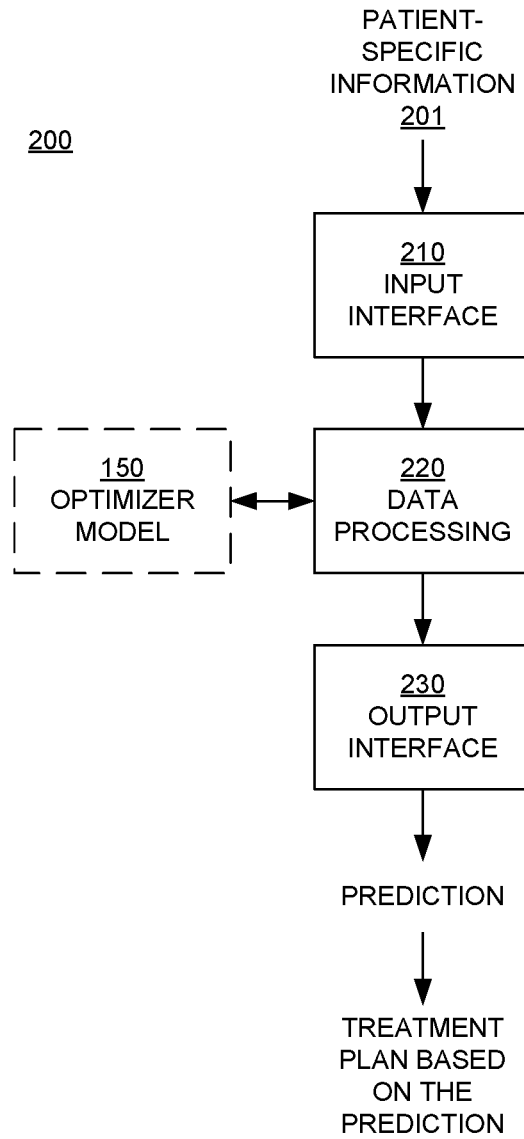 PATIENT-
SPECIFIC
INFORMATION
201
200
210
INPUT
INTERFACE
150
OPTIMIZER
MODEL
220
DATA
PROCESSING
230
OUTPUT
INTERFACE
PREDICTION
TREATMENT
PLAN BASED
ON THE
PREDICTION